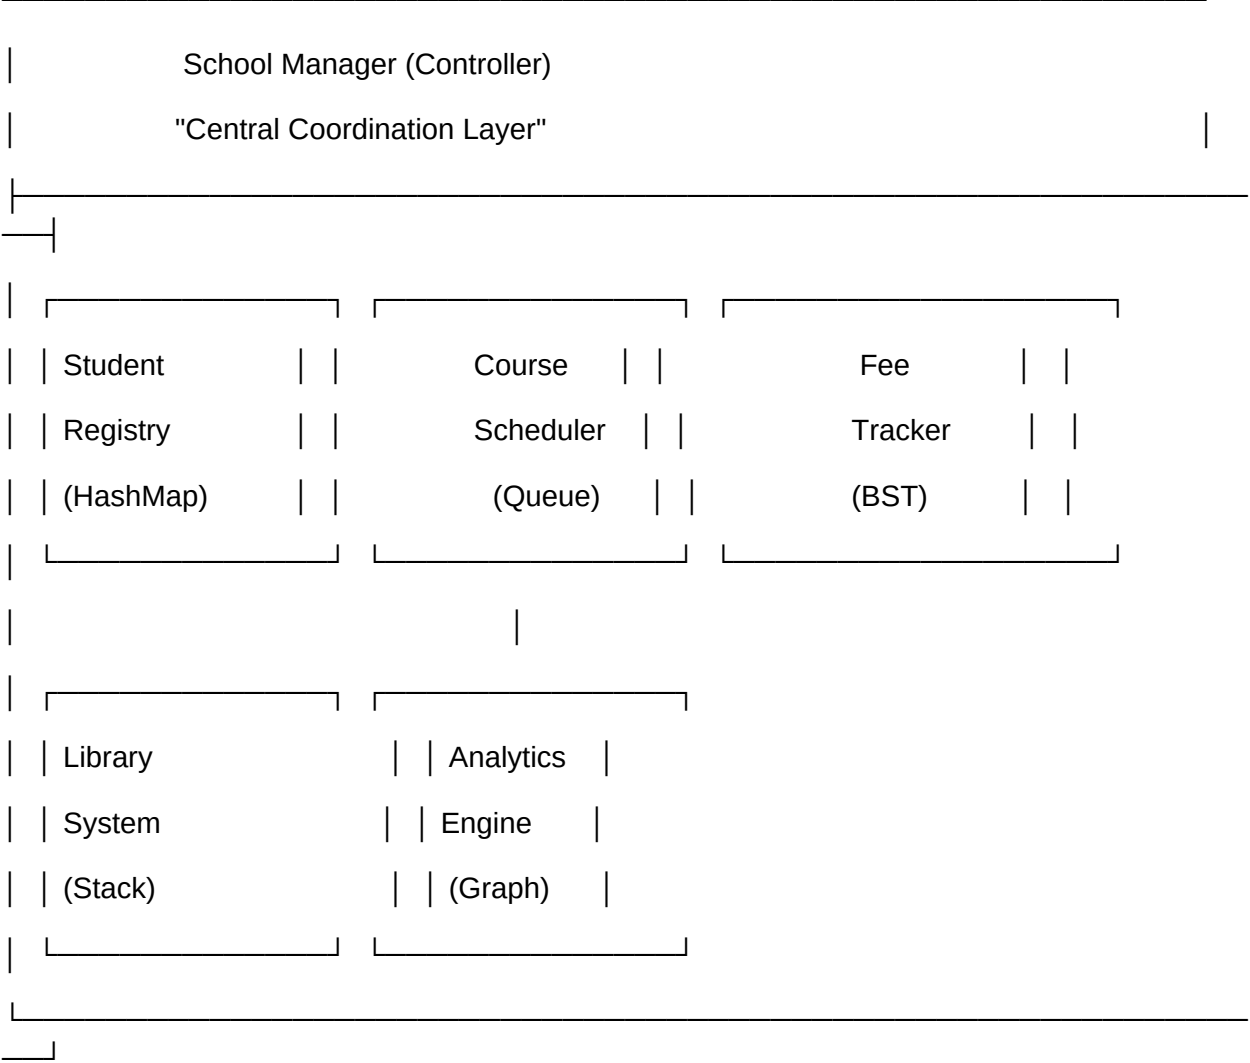 School Manager (Controller)
"Central Coordination Layer"
Student Course Fee
Registry Scheduler Tracker
(HashMap) (Queue) (BST)
Library Analytics
System Engine
(Stack) (Graph)